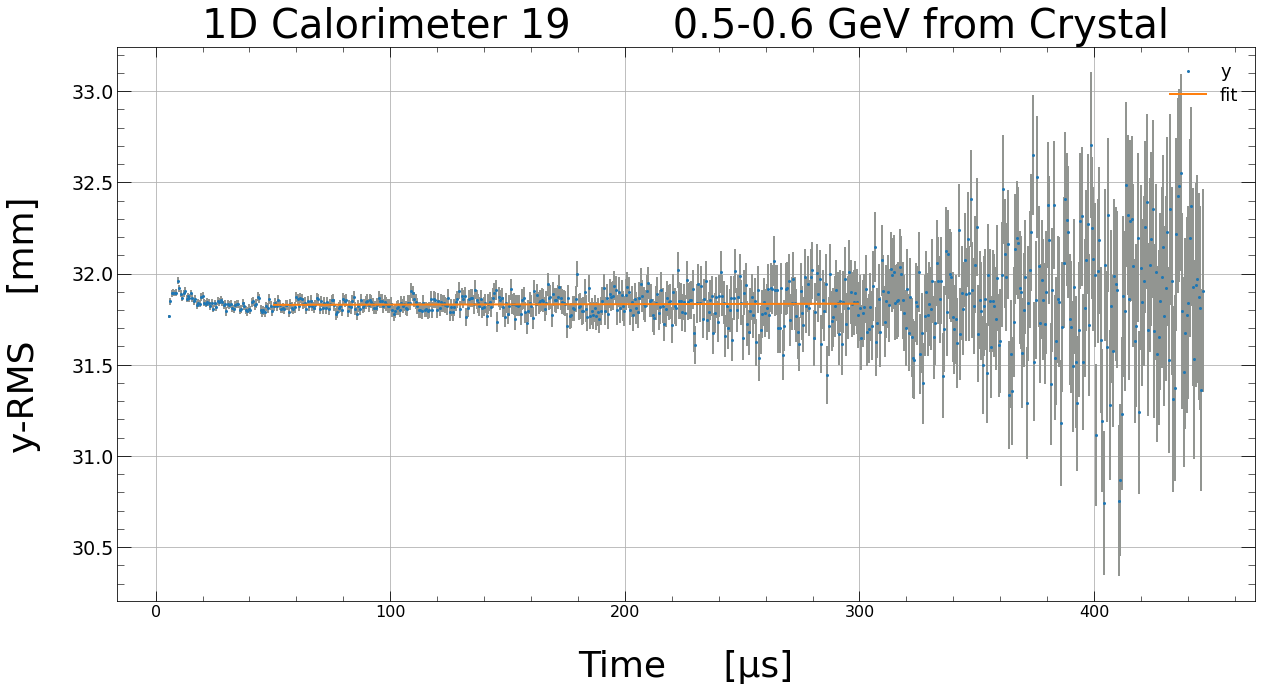 1D Calorimeter 19 0.5-0.6 GeV from Crystal
y
fit
33.0
32.5
32.0
31.5
31.0
30.5
y-RMS [mm]
0 100 200 300 400
Time [μs]